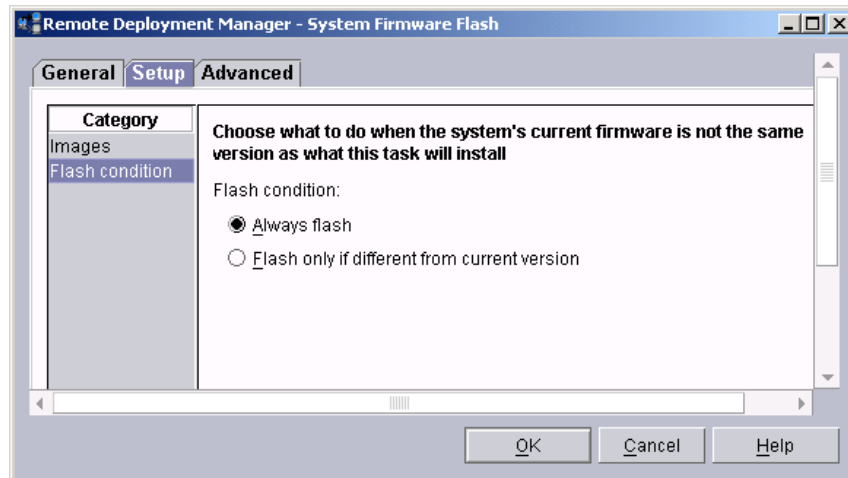 Remote Deployment Manager - System Firmware Flash
General Setup Advanced
Category
Images
Flash condition
Choose what to do when the system's current firmware is not the same
version as what this task will install
Flash condition:
Always flash
Flash only if different from current version
OK Cancel Help